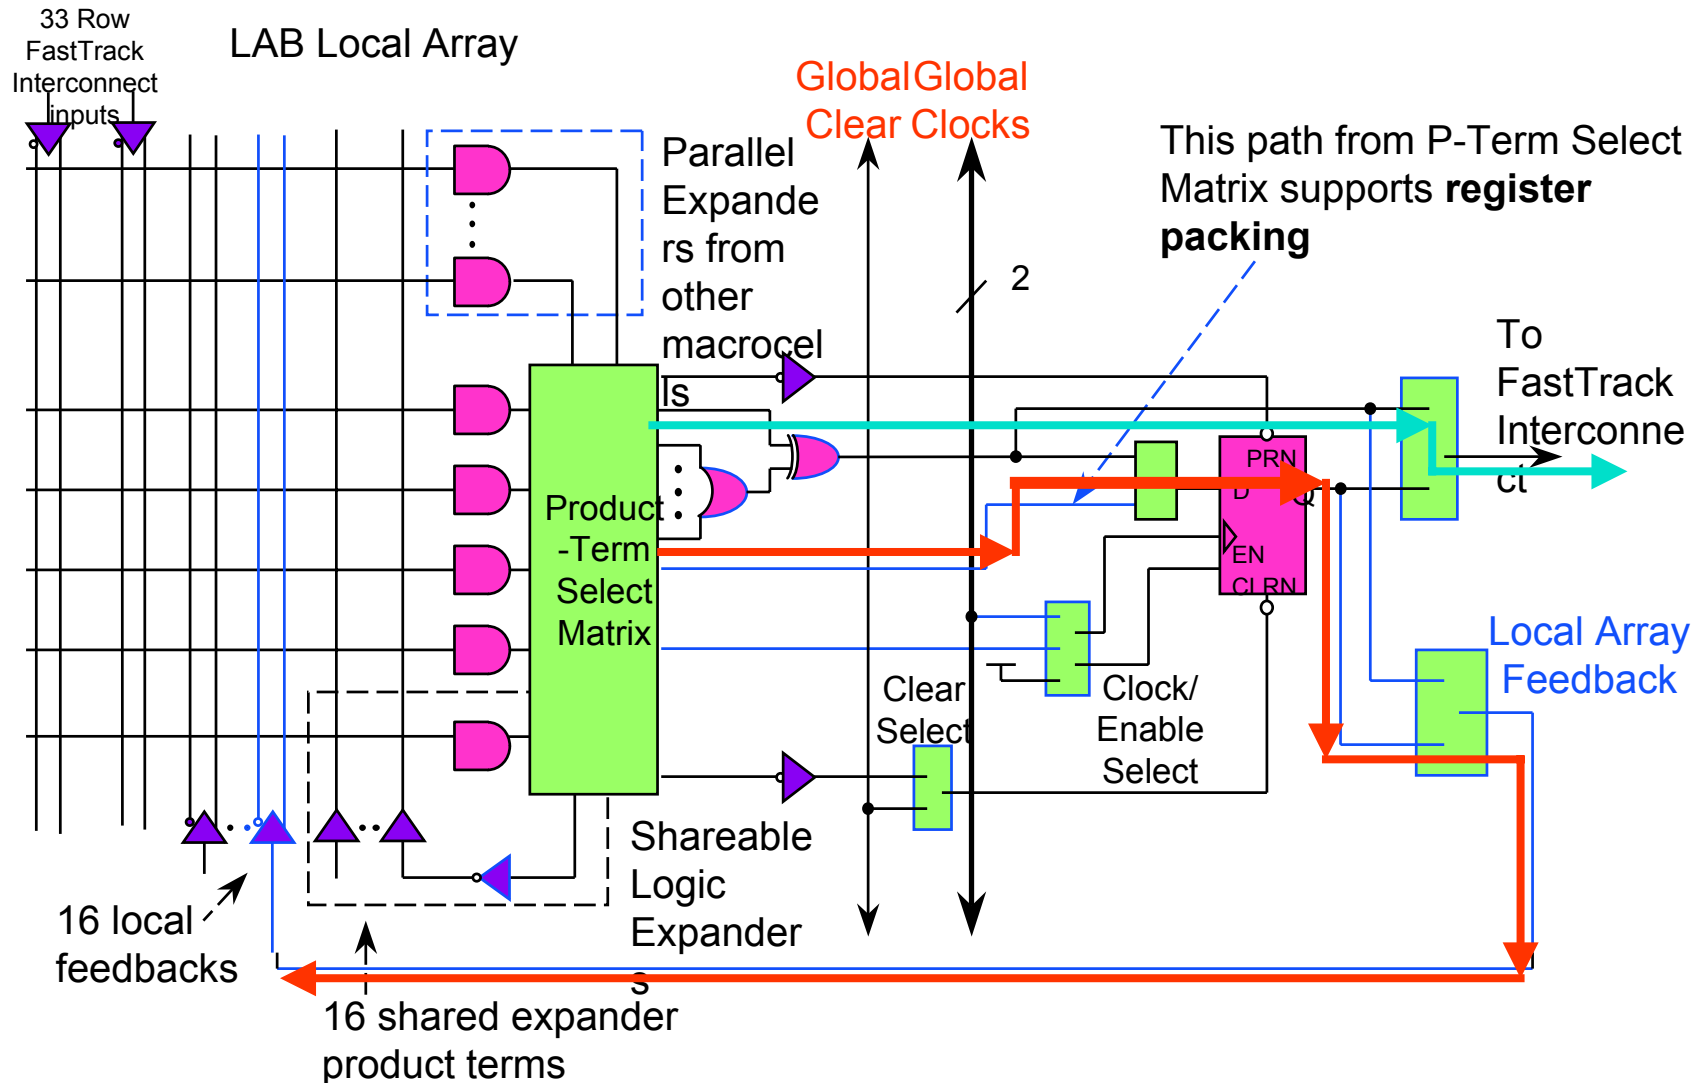 33 Row
FastTrack
Interconnect
inputs
LAB Local Array
Global Global
Clear Clocks
Parallel
Expande
rs from
other
macrocel
ls
This path from P-Term Select
Matrix supports register
packing
2
To
FastTrack
Interconne
ct
PRN
D
Q
EN
CLRN
Product
-Term
Select
Matrix
Local Array
Feedback
Clear
Select
Clock/
Enable
Select
Shareable
Logic
Expander
s
16 local
feedbacks
16 shared expander
product terms